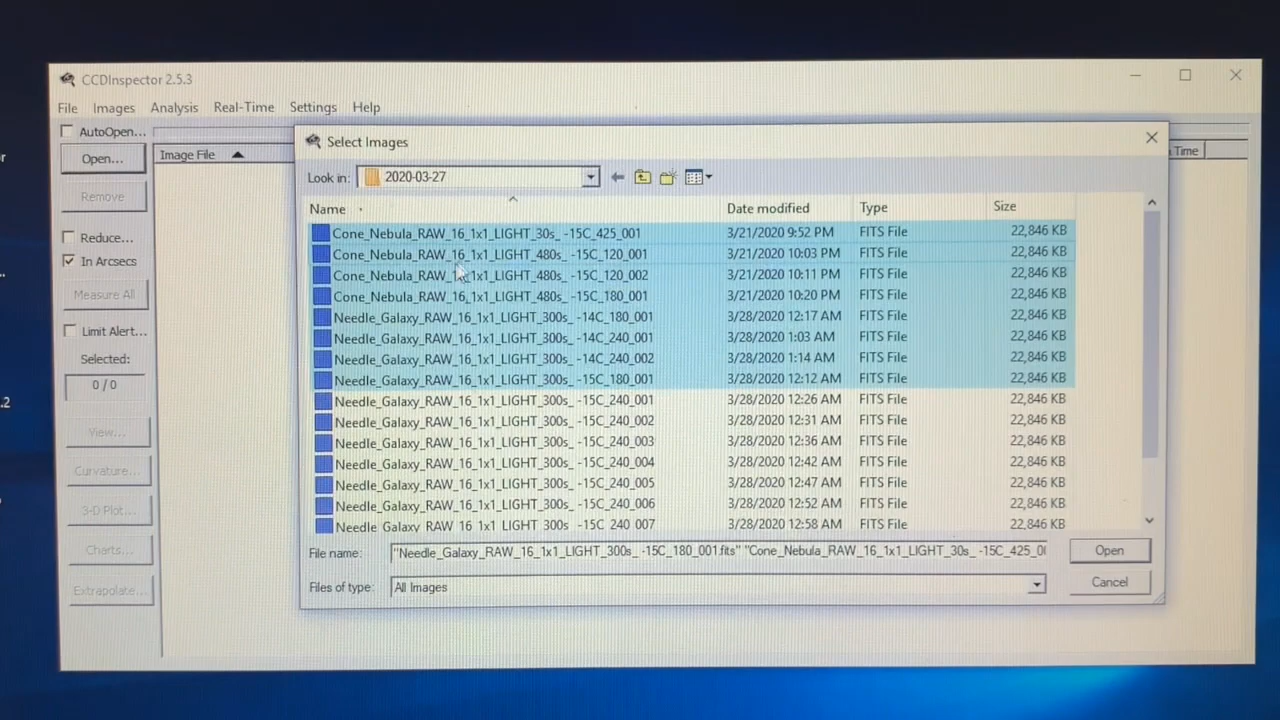 CCDInspector 2.5.3
File Images Analysis Real-Time Settings Help
AutoOpen...
Open...
Image File
Time
Remove
Reduce...
In Arcsecs
Measure All
Limit Alert...
Selected:
0 / 0
View...
Curvature...
3-D Plot...
Charts...
Extrapolate...
.2
Select Images
Look in: 2020-03-27
Name Date modified Type Size
Cone_Nebula_RAW_16_1x1_LIGHT_30s_ -15C_425_001 3/21/2020 9:52 PM FITS File 22,846 KB
Cone_Nebula_RAW_16_1x1_LIGHT_480s_ -15C_120_001 3/21/2020 10:03 PM FITS File 22,846 KB
Cone_Nebula_RAW_16_1x1_LIGHT_480s_ -15C_120_002 3/21/2020 10:11 PM FITS File 22,846 KB
Cone_Nebula_RAW_16_1x1_LIGHT_480s_ -15C_180_001 3/21/2020 10:20 PM FITS File 22,846 KB
Needle_Galaxy_RAW_16_1x1_LIGHT_300s_ -14C_180_001 3/28/2020 12:17 AM FITS File 22,846 KB
Needle_Galaxy_RAW_16_1x1_LIGHT_300s_ -14C_240_001 3/28/2020 1:03 AM FITS File 22,846 KB
Needle_Galaxy_RAW_16_1x1_LIGHT_300s_ -14C_240_002 3/28/2020 1:14 AM FITS File 22,846 KB
Needle_Galaxy_RAW_16_1x1_LIGHT_300s_ -15C_180_001 3/28/2020 12:12 AM FITS File 22,846 KB
Needle_Galaxy_RAW_16_1x1_LIGHT_300s_ -15C_240_001 3/28/2020 12:26 AM FITS File 22,846 KB
Needle_Galaxy_RAW_16_1x1_LIGHT_300s_ -15C_240_002 3/28/2020 12:31 AM FITS File 22,846 KB
Needle_Galaxy_RAW_16_1x1_LIGHT_300s_ -15C_240_003 3/28/2020 12:36 AM FITS File 22,846 KB
Needle_Galaxy_RAW_16_1x1_LIGHT_300s_ -15C_240_004 3/28/2020 12:42 AM FITS File 22,846 KB
Needle_Galaxy_RAW_16_1x1_LIGHT_300s_ -15C_240_005 3/28/2020 12:47 AM FITS File 22,846 KB
Needle_Galaxy_RAW_16_1x1_LIGHT_300s_ -15C_240_006 3/28/2020 12:52 AM FITS File 22,846 KB
Needle_Galaxy_RAW_16_1x1_LIGHT_300s_ -15C_240_007 3/28/2020 12:58 AM FITS File 22,846 KB
File name: "Needle_Galaxy_RAW_16_1x1_LIGHT_300s_ -15C_180_001.fits" "Cone_Nebula_RAW_16_1x1_LIGHT_30s_ -15C_425_00
Open
Files of type: All Images
Cancel